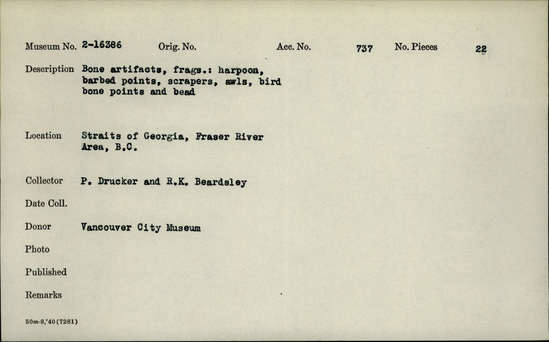 Museum No. 2-16386 Orig. No. Acc. No. 737 No. Pieces 22
Description Bone artifacts, frags.: harpoon,
barbed points, scrapers, awls, bird
bone points and bead
Location Straits of Georgia, Fraser River
Area, B.C.
Collector P. Drucker and R.K. Beardsley
Date Coll.
Donor Vancouver City Museum
Photo
Published
Remarks
50m-8,'40(7281)